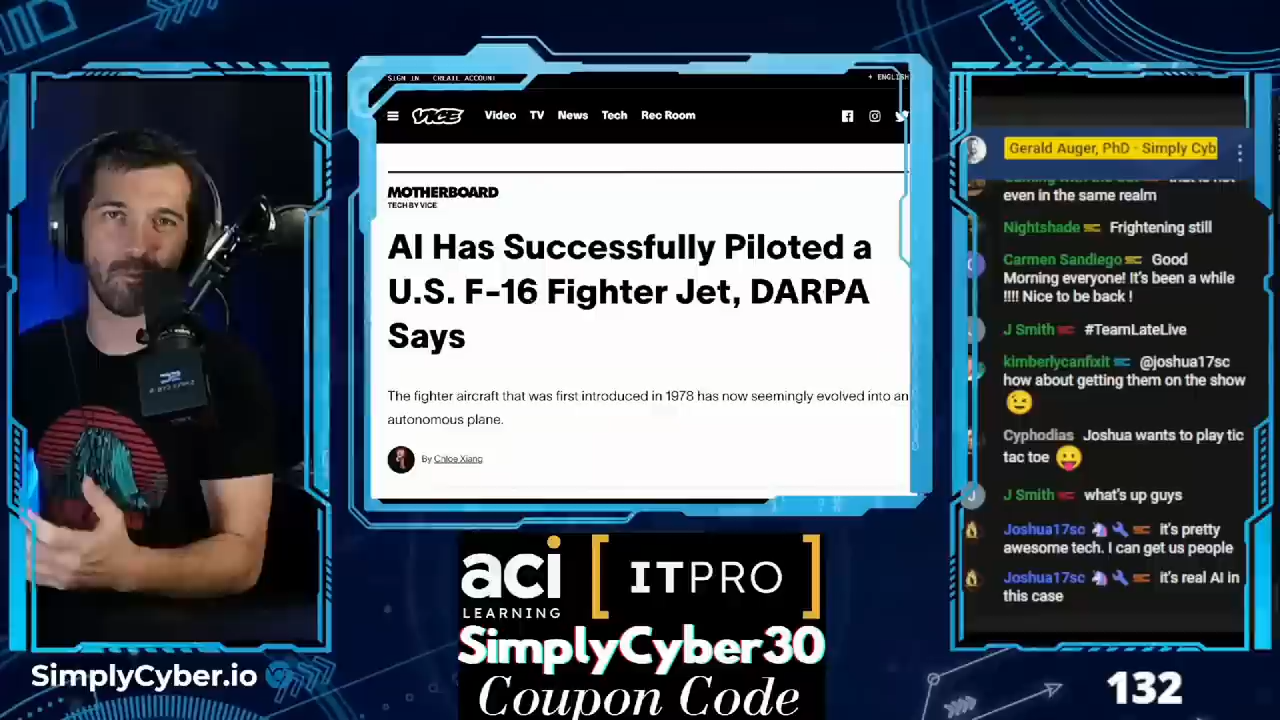 SIGN IN CREATE ACCOUNT
+ ENGLISH
VICE Video TV News Tech Rec Room
MOTHERBOARD
TECH BY VICE
AI Has Successfully Piloted a
U.S. F-16 Fighter Jet, DARPA
Says
The fighter aircraft that was first introduced in 1978 has now seemingly evolved into an
autonomous plane.
By Chloe Xiang
Gerald Auger, PhD - Simply Cyb
that is not
even in the same realm
Nightshade Frightening still
Carmen Sandiego Good
Morning everyone! It's been a while
!!!! Nice to be back !
J Smith #TeamLateLive
kimberlycanfixit @joshua17sc
how about getting them on the show
Cyphodias Joshua wants to play tic
tac toe
J Smith what's up guys
Joshua17sc it's pretty
awesome tech. I can get us people
Joshua17sc it's real AI in
this case
aci
LEARNING
[ITPRO]
SimplyCyber30
Coupon Code
SimplyCyber.io
132